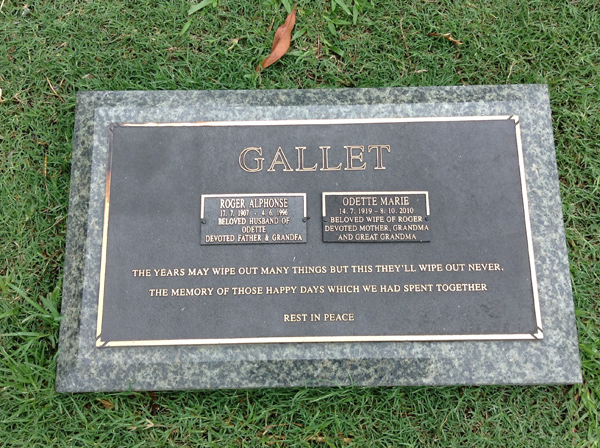 GALLET
ROGER ALPHONSE
17. 7. 1907 - 4. 6. 1996
BELOVED HUSBAND OF
ODETTE
DEVOTED FATHER & GRANDFA
ODETTE MARIE
14. 7. 1919 - 8. 10. 2010
BELOVED WIFE OF ROGER
DEVOTED MOTHER, GRANDMA
AND GREAT GRANDMA
THE YEARS MAY WIPE OUT MANY THINGS BUT THIS THEY'LL WIPE OUT NEVER,
THE MEMORY OF THOSE HAPPY DAYS WHICH WE HAD SPENT TOGETHER
REST IN PEACE